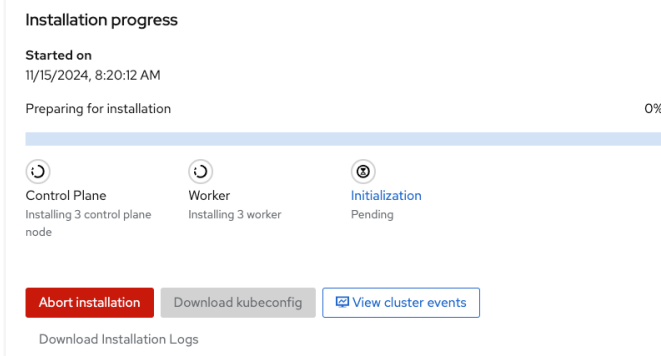 Installation progress
Started on
11/15/2024, 8:20:12 AM
Preparing for installation 0%
Control Plane Worker Initialization
Installing 3 control plane Installing 3 worker Pending
node
Abort installation Download kubeconfig View cluster events
Download Installation Logs